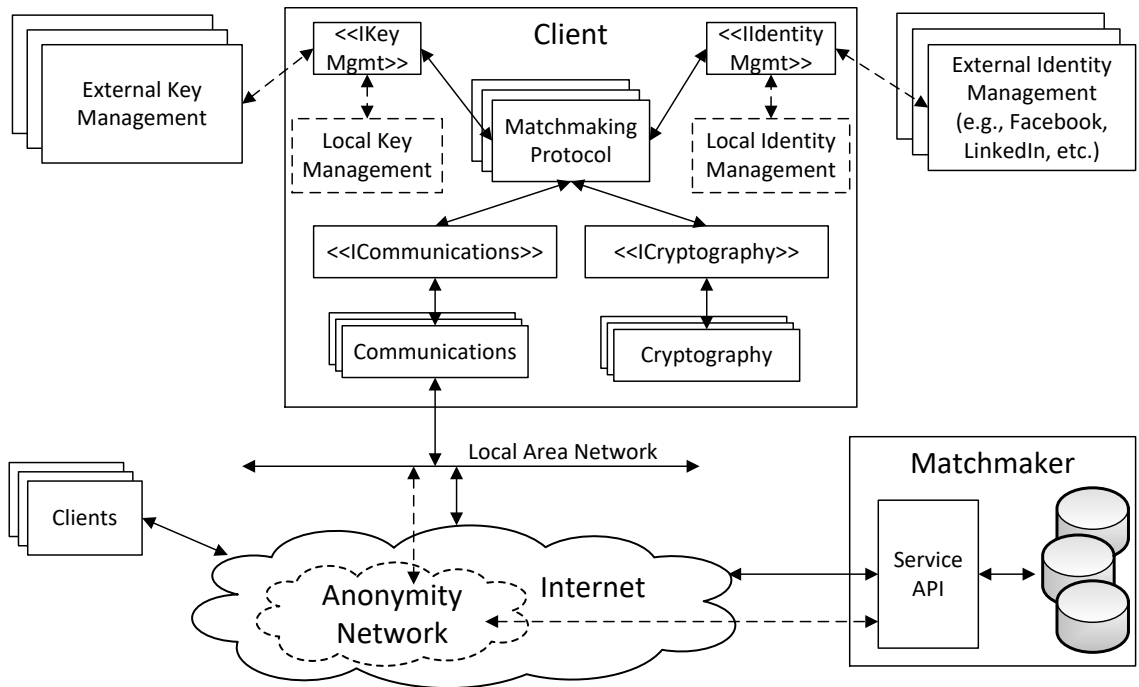 Client
<<IKey
Mgmt>>
<<IIdentity
Mgmt>>
External Key
Management
External Identity
Management
(e.g., Facebook,
LinkedIn, etc.)
Matchmaking
Protocol
Local Key
Management
Local Identity
Management
<<ICommunications>>
<<ICryptography>>
Communications
Cryptography
Local Area Network
Matchmaker
Clients
Service
API
Internet
Anonymity
Network